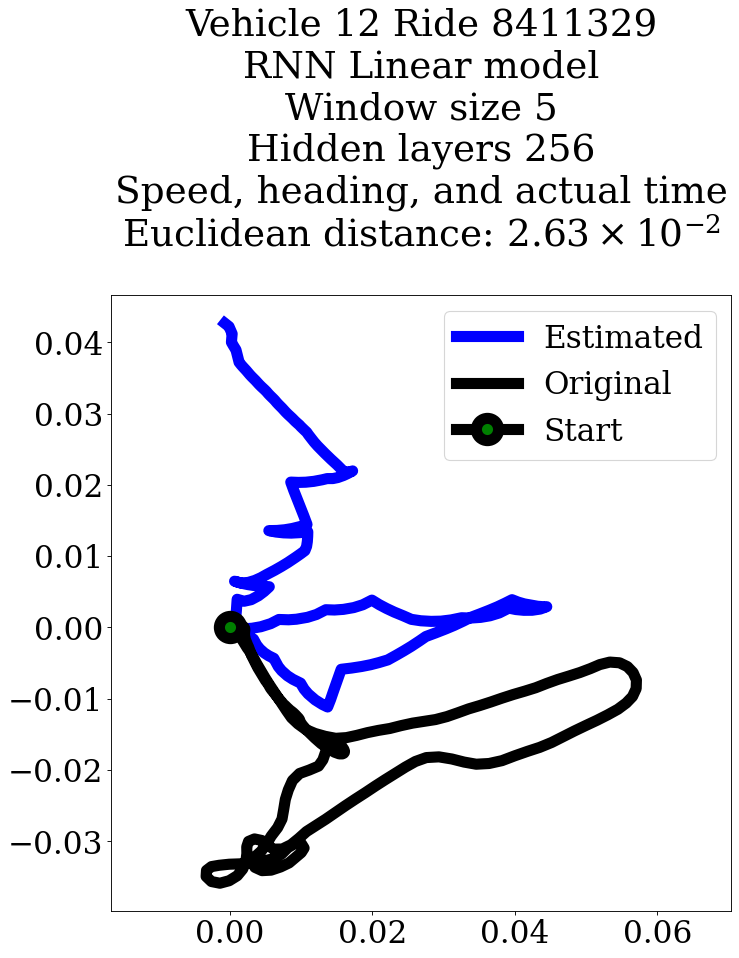 Vehicle 12 Ride 8411329
RNN Linear model
Window size 5
Hidden layers 256
Speed, heading, and actual time
Euclidean distance: 2.63 × 10⁻²
Estimated
Original
Start
0.04
0.03
0.02
0.01
0.00
−0.01
−0.02
−0.03
0.00 0.02 0.04 0.06